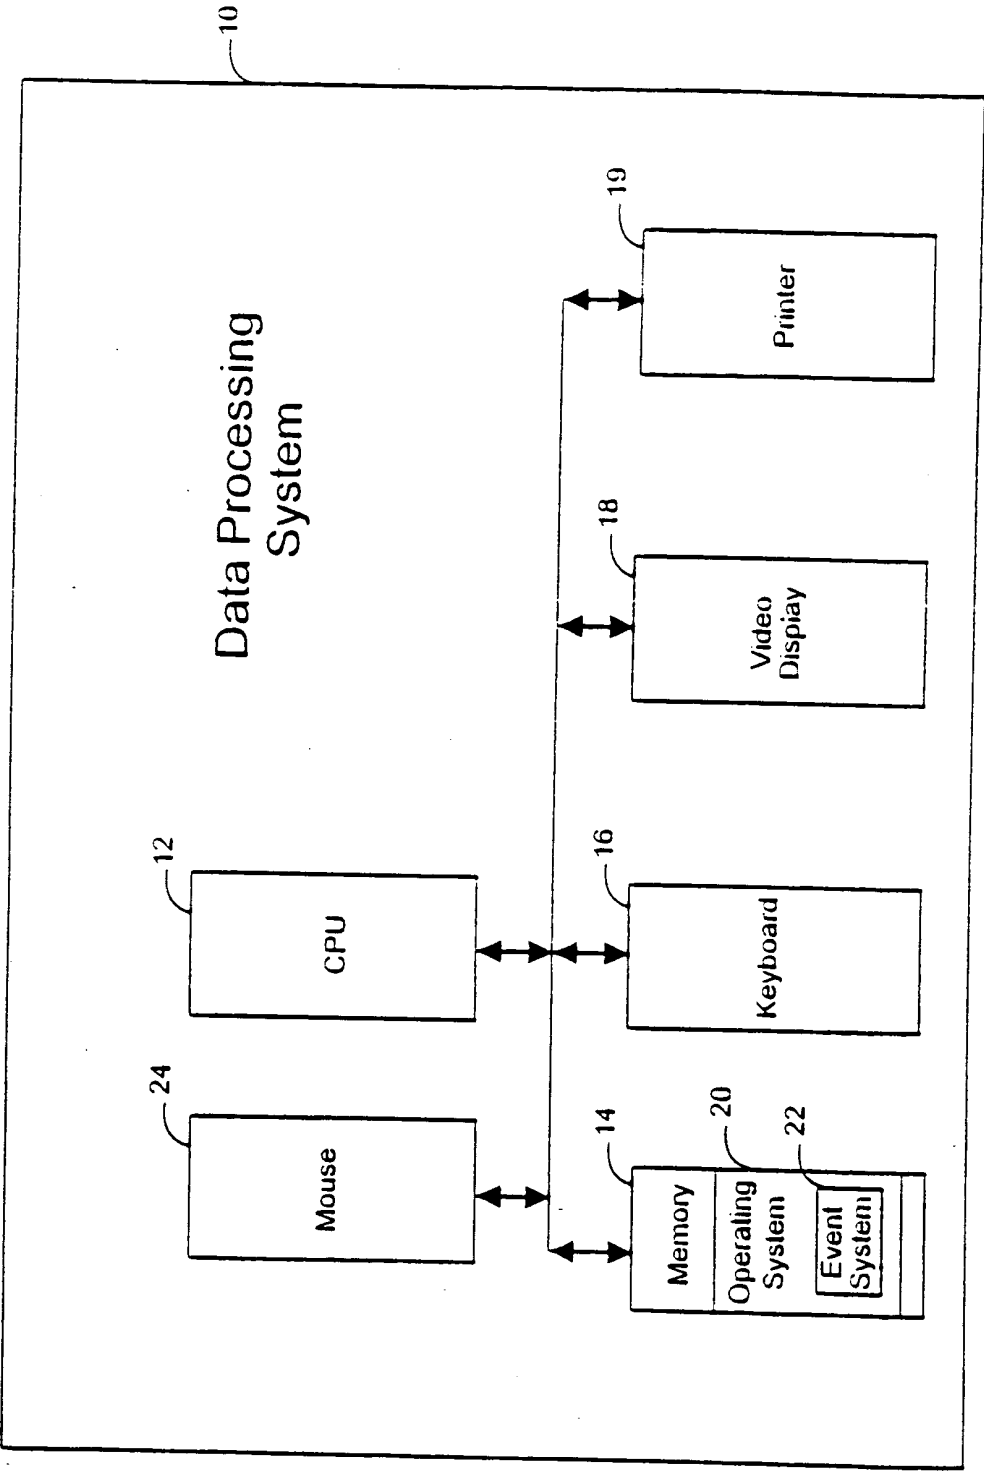 10
Data Processing
System
24
Mouse
12
CPU
14
Memory
20
Operating
System
22
Event
System
16
Keyboard
18
Video
Display
19
Printer